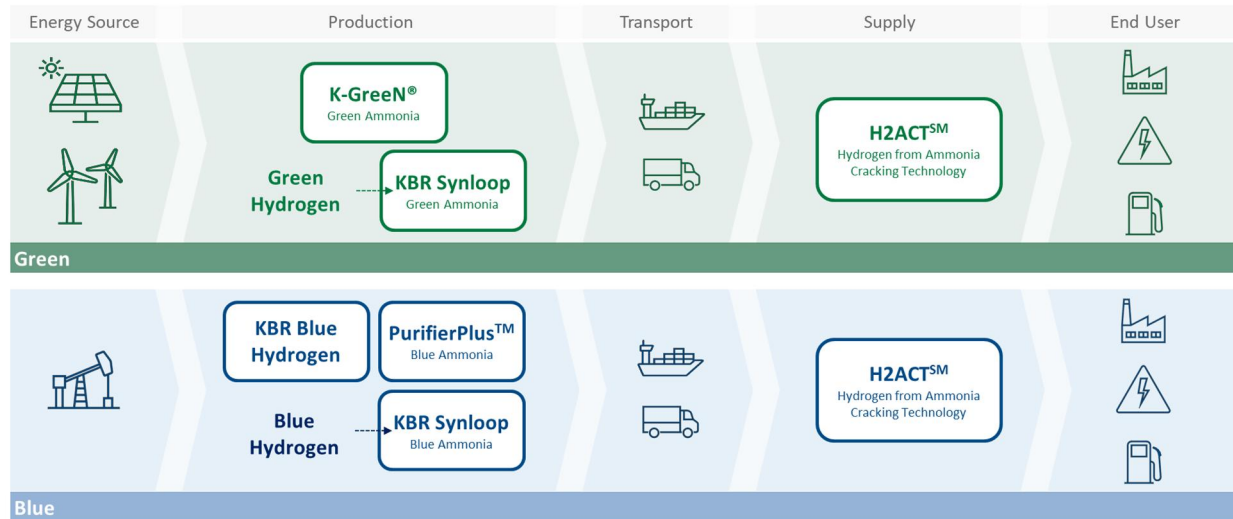 Energy Source
Production
Transport
Supply
End User
K-GreeN®
Green Ammonia
Green
Hydrogen
KBR Synloop
Green Ammonia
H2ACT℠
Hydrogen from Ammonia
Cracking Technology
Green
KBR Blue
Hydrogen
PurifierPlus™
Blue Ammonia
Blue
Hydrogen
KBR Synloop
Blue Ammonia
H2ACT℠
Hydrogen from Ammonia
Cracking Technology
Blue